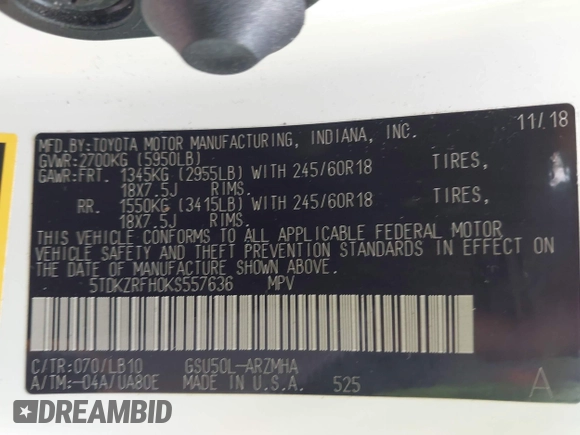 MFD.BY:TOYOTA MOTOR MANUFACTURING, INDIANA, INC. 11/18
GVWR:2700KG (5950LB)
GAWR:FRT. 1345KG (2955LB) WITH 245/60R18 TIRES,
18X7.5J RIMS.
RR. 1550KG (3415LB) WITH 245/60R18 TIRES,
18X7.5J RIMS.
THIS VEHICLE CONFORMS TO ALL APPLICABLE FEDERAL MOTOR
VEHICLE SAFETY AND THEFT PREVENTION STANDARDS IN EFFECT ON
THE DATE OF MANUFACTURE SHOWN ABOVE.
5TDKZRFH0KS557636 MPV
C/TR:070/LB10 GSU50L-ARZMHA
A/TM:-04A/UA80E MADE IN U.S.A. 525 A
DREAMBID